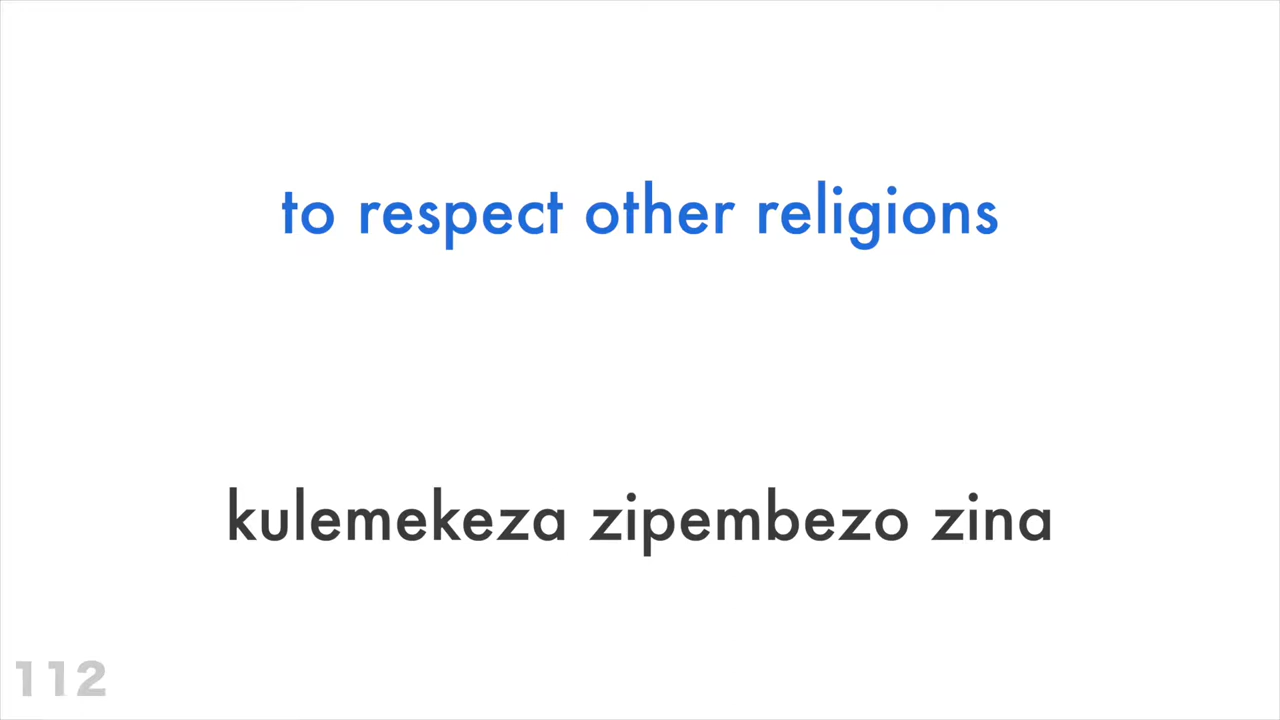 to respect other religions
kulemekeza zipembezo zina
112